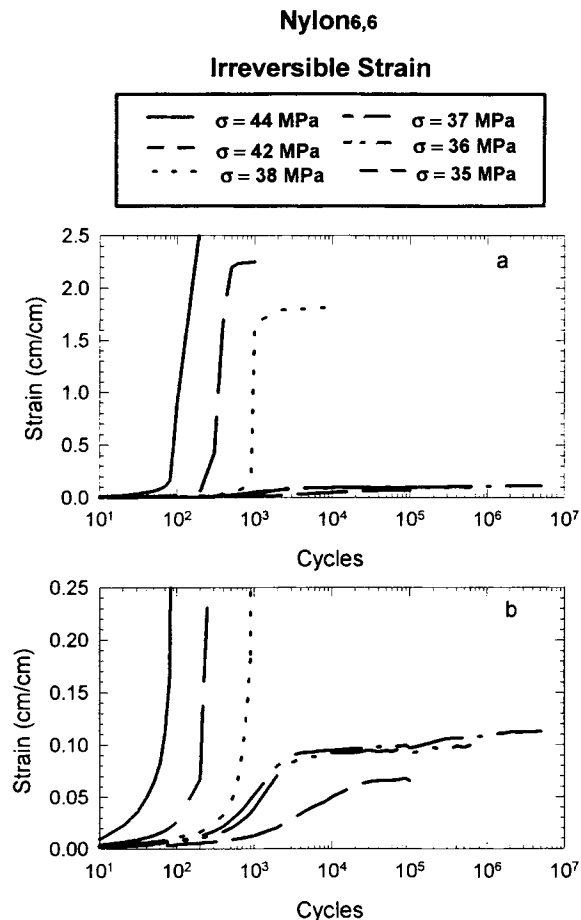 Nylon6,6
Irreversible Strain
σ = 44 MPa
σ = 37 MPa
σ = 42 MPa
σ = 36 MPa
σ = 38 MPa
σ = 35 MPa
a
Strain (cm/cm)
2.5
2.0
1.5
1.0
0.5
0.0
10¹ 10² 10³ 10⁴ 10⁵ 10⁶ 10⁷
Cycles
b
Strain (cm/cm)
0.25
0.20
0.15
0.10
0.05
0.00
10¹ 10² 10³ 10⁴ 10⁵ 10⁶ 10⁷
Cycles